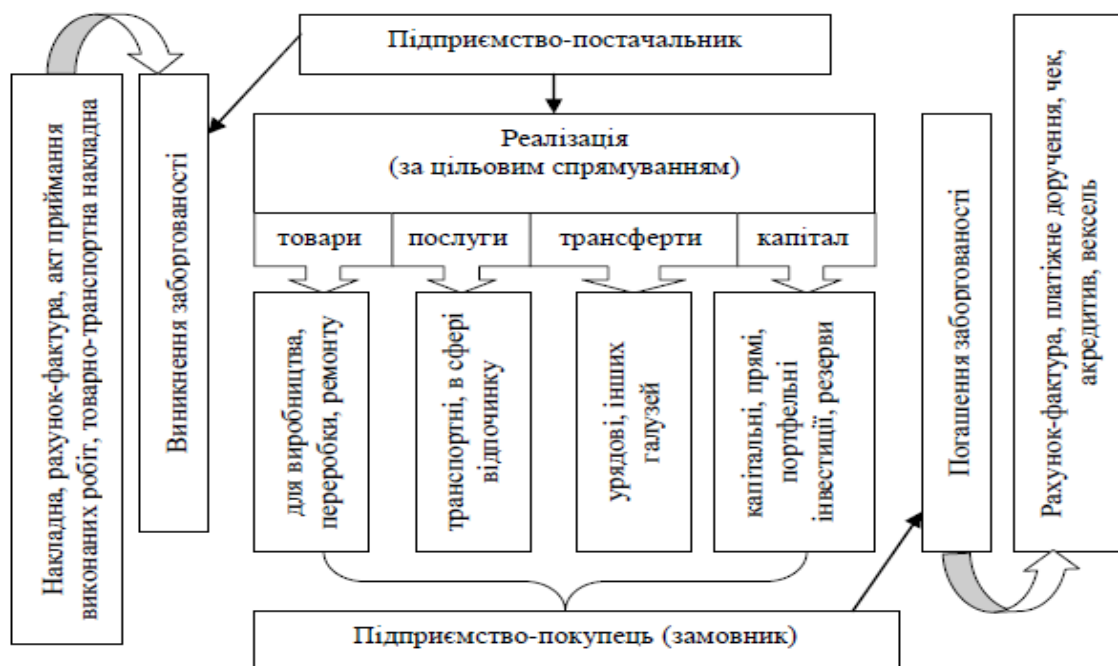 Підприємство-постачальник
Накладна, рахунок-фактура, акт приймання
виконаних робіт, товарно-транспортна накладна
Виникнення заборгованості
Реалізація
(за цільовим спрямуванням)
товари
послуги
трансферти
капітал
для виробництва,
переробки, ремонту
транспортні, в сфері
відпочинку
урядові, інших
галузей
капітальні, прямі,
портфельні
інвестиції, резерви
Погашення заборгованості
Рахунок-фактура, платіжне доручення, чек,
акредитив, вексель
Підприємство-покупець (замовник)